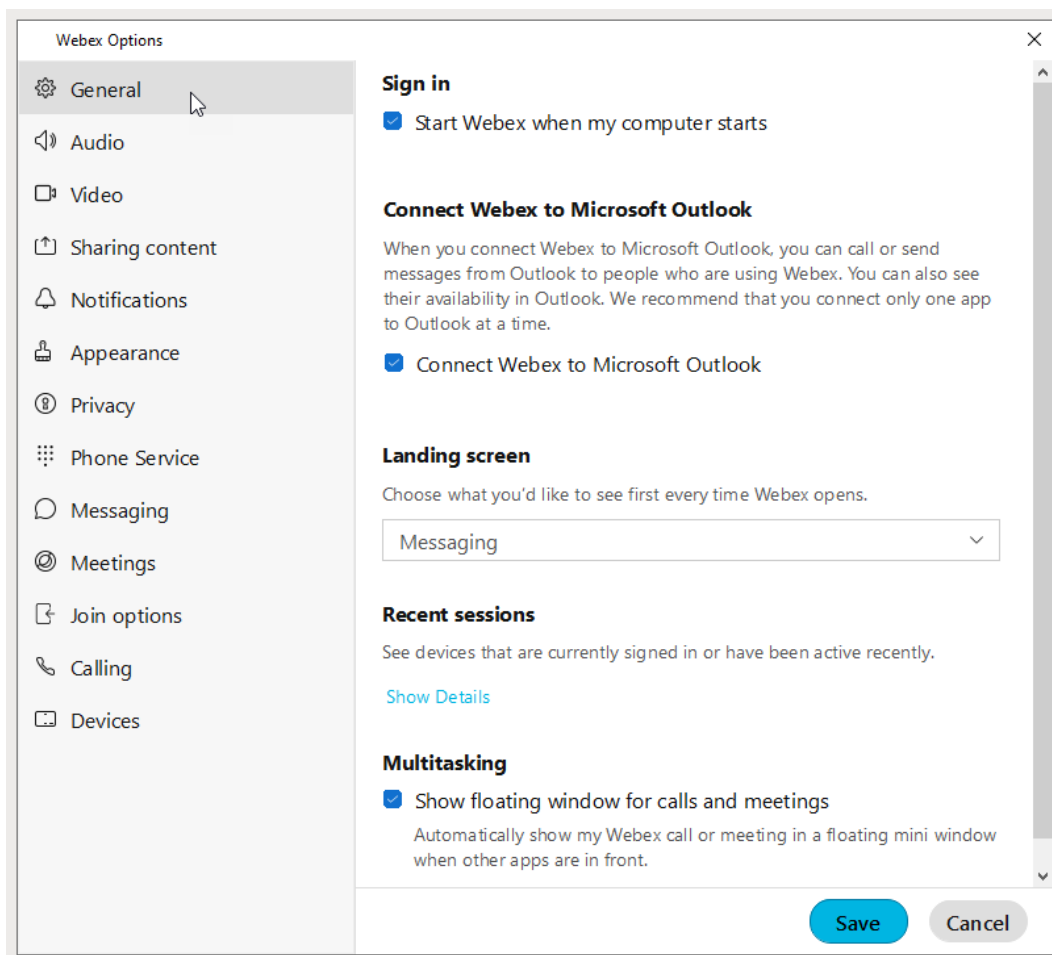 Webex Options
General
Audio
Video
Sharing content
Notifications
Appearance
Privacy
Phone Service
Messaging
Meetings
Join options
Calling
Devices
Sign in
Start Webex when my computer starts
Connect Webex to Microsoft Outlook
When you connect Webex to Microsoft Outlook, you can call or send
messages from Outlook to people who are using Webex. You can also see
their availability in Outlook. We recommend that you connect only one app
to Outlook at a time.
Connect Webex to Microsoft Outlook
Landing screen
Choose what you'd like to see first every time Webex opens.
Messaging
Recent sessions
See devices that are currently signed in or have been active recently.
Show Details
Multitasking
Show floating window for calls and meetings
Automatically show my Webex call or meeting in a floating mini window
when other apps are in front.
Save
Cancel